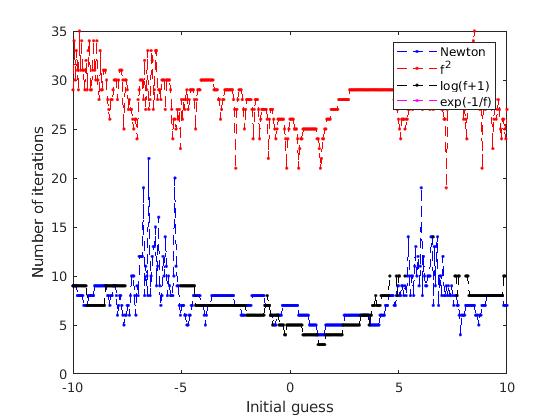 35
30
25
20
15
10
5
0
Number of iterations
-10
-5
0
5
10
Initial guess
Newton
f^2
log(f+1)
exp(-1/f)